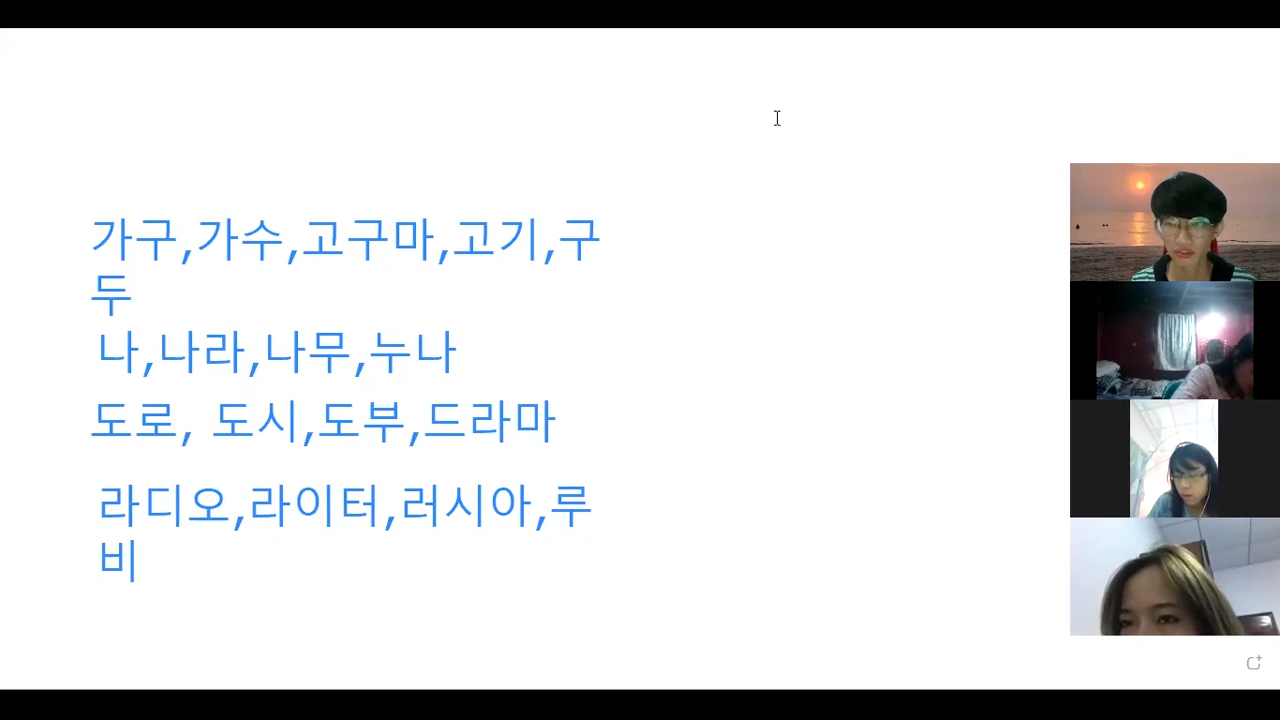 가구,가수,고구마,고기,구
두
나,나라,나무,누나
도로, 도시,도부,드라마
라디오,라이터,러시아,루
비